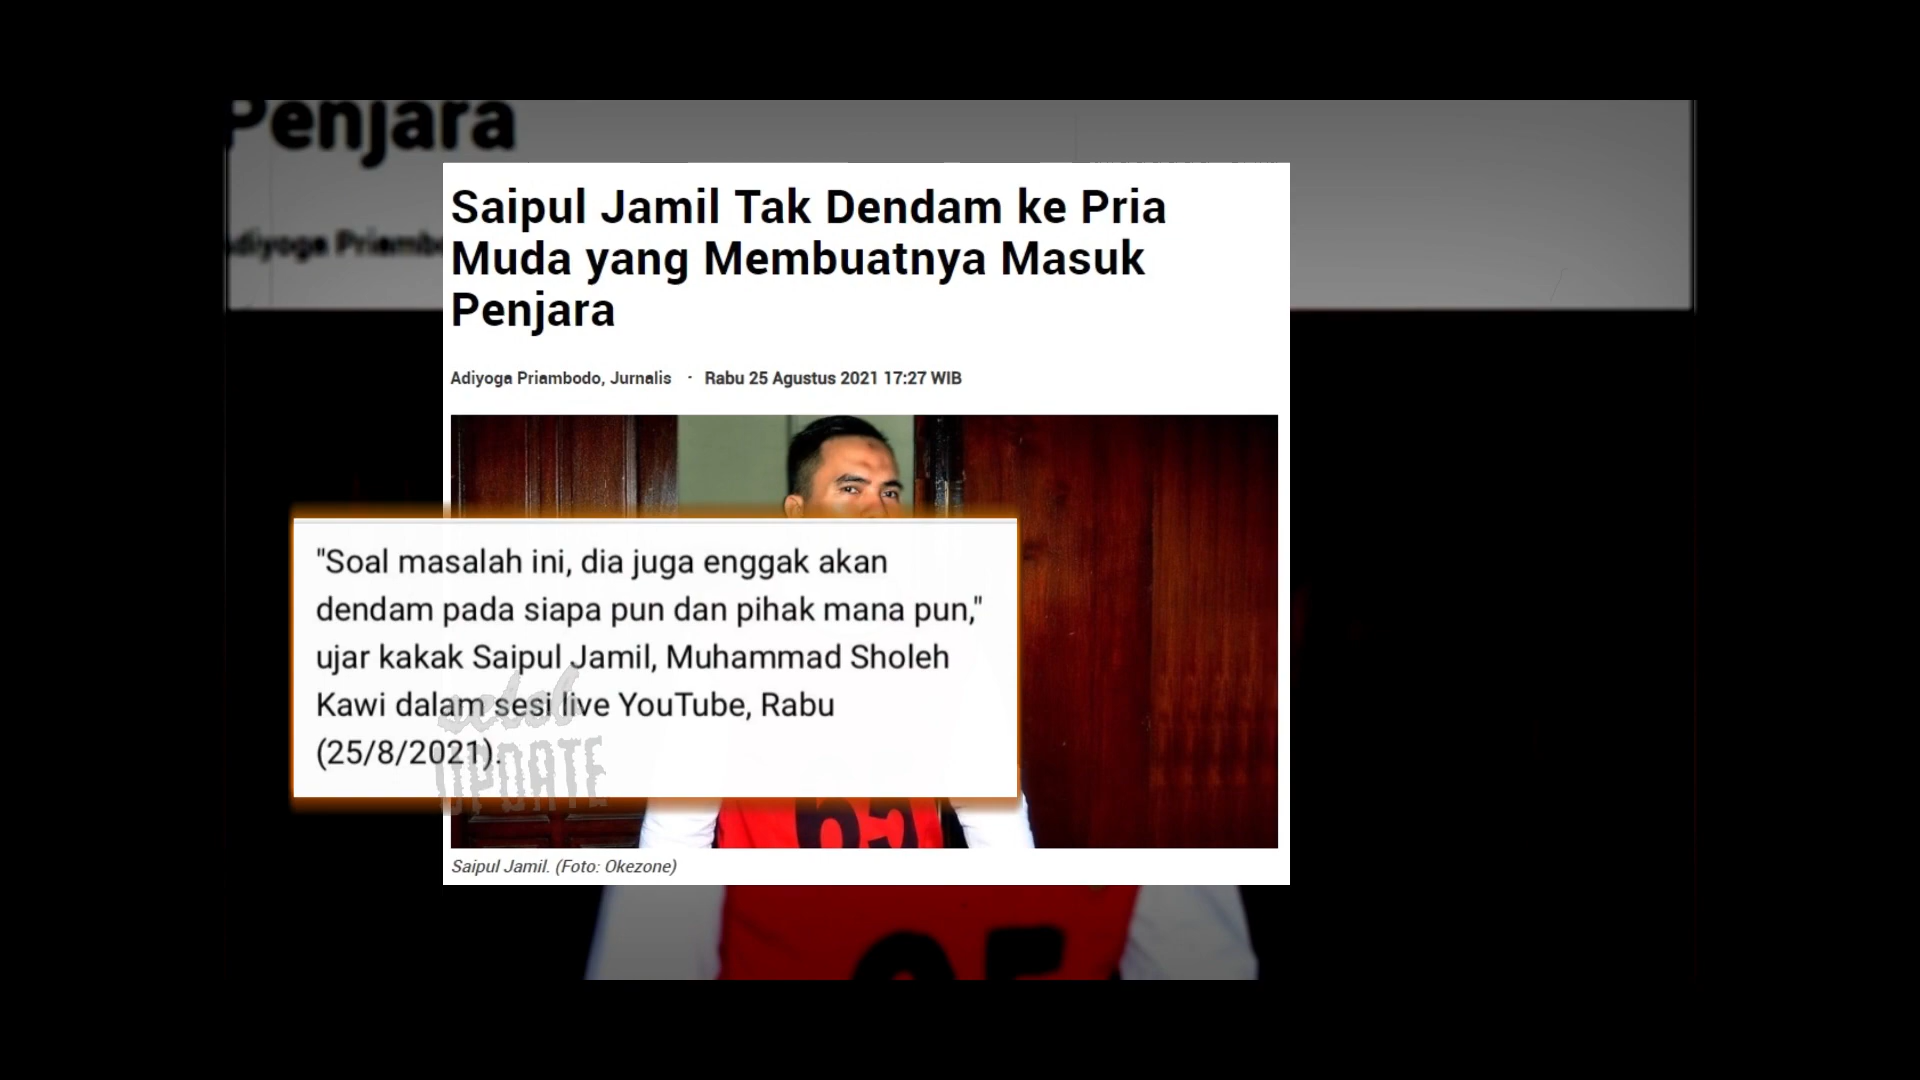 Penjara
Saipul Jamil Tak Dendam ke Pria
Muda yang Membuatnya Masuk
Penjara
Adiyoga Priambodo, Jurnalis · Rabu 25 Agustus 2021 17:27 WIB
"Soal masalah ini, dia juga enggak akan
dendam pada siapa pun dan pihak mana pun,"
ujar kakak Saipul Jamil, Muhammad Sholeh
Kawi dalam sesi live YouTube, Rabu
(25/8/2021).
UPDATE
65
Saipul Jamil. (Foto: Okezone)